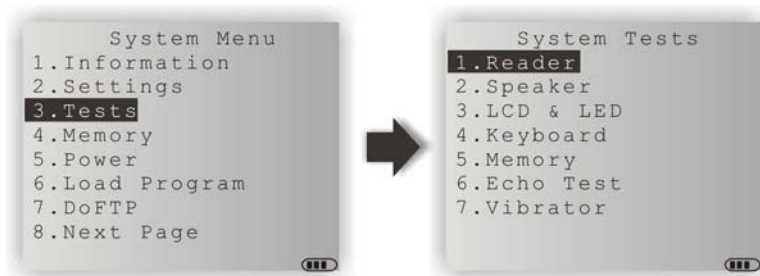 System Menu
1.Information
2.Settings
3.Tests
4.Memory
5.Power
6.Load Program
7.DoFTP
8.Next Page
System Tests
1.Reader
2.Speaker
3.LCD & LED
4.Keyboard
5.Memory
6.Echo Test
7.Vibrator